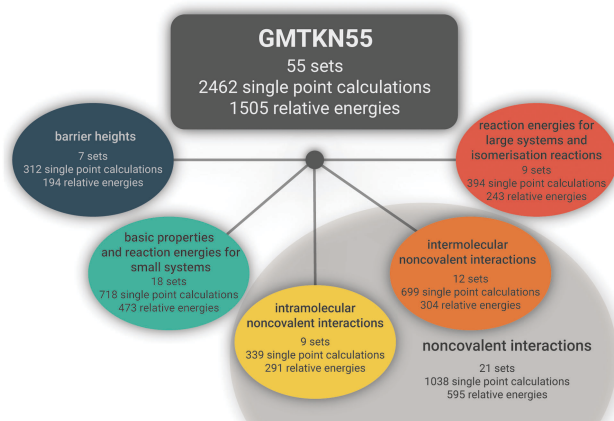 GMTKN55
55 sets
2462 single point calculations
1505 relative energies
barrier heights
7 sets
312 single point calculations
194 relative energies
reaction energies for
large systems and
isomerisation reactions
9 sets
394 single point calculations
243 relative energies
basic properties
and reaction energies for
small systems
18 sets
718 single point calculations
473 relative energies
intermolecular
noncovalent interactions
12 sets
699 single point calculations
304 relative energies
intramolecular
noncovalent interactions
9 sets
339 single point calculations
291 relative energies
noncovalent interactions
21 sets
1038 single point calculations
595 relative energies